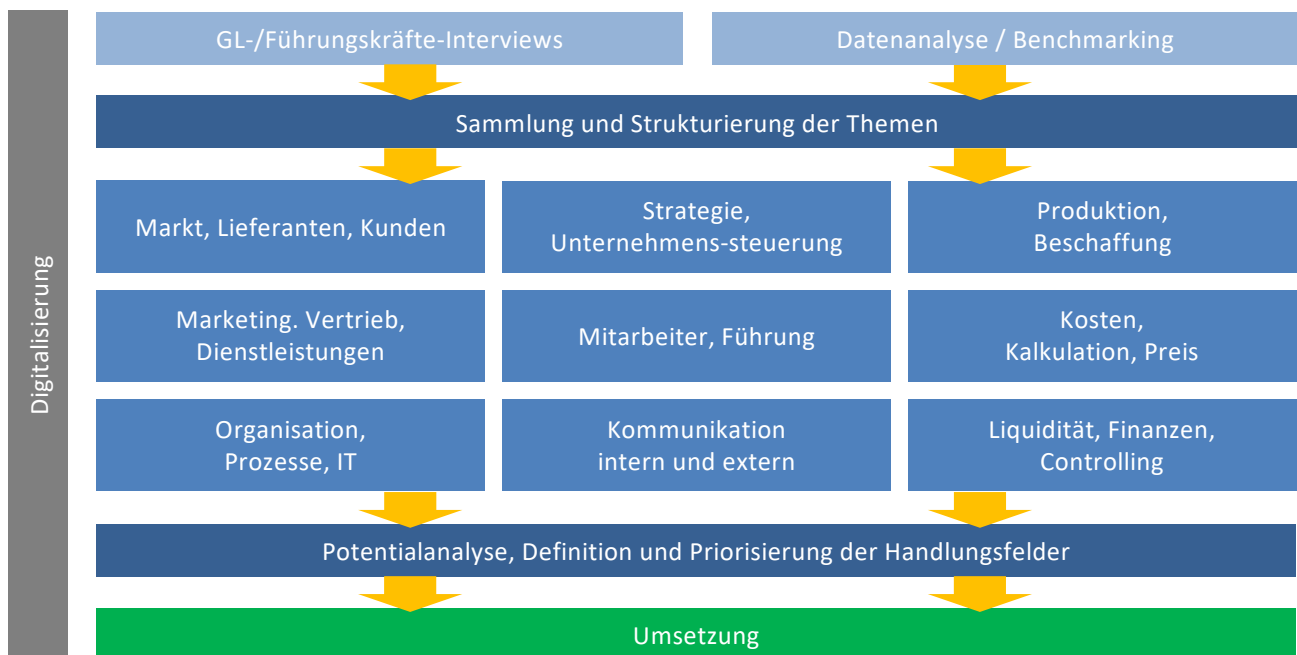 GL-/Führungskräfte-Interviews
Datenanalyse / Benchmarking
Sammlung und Strukturierung der Themen
Markt, Lieferanten, Kunden
Strategie,
Unternehmens-steuerung
Produktion,
Beschaffung
Marketing. Vertrieb,
Dienstleistungen
Mitarbeiter, Führung
Kosten,
Kalkulation, Preis
Organisation,
Prozesse, IT
Kommunikation
intern und extern
Liquidität, Finanzen,
Controlling
Potentialanalyse, Definition und Priorisierung der Handlungsfelder
Umsetzung
Digitalisierung